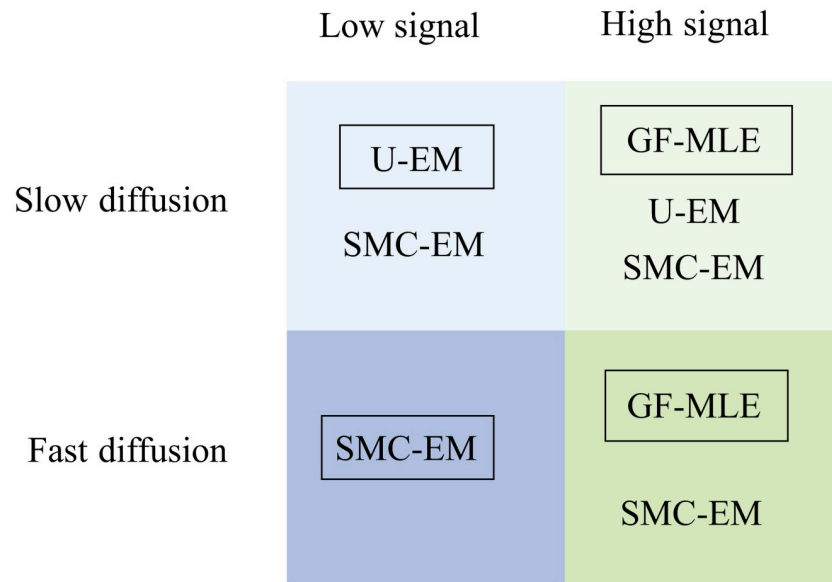 Low signal
High signal
Slow diffusion
U-EM
SMC-EM
GF-MLE
U-EM
SMC-EM
Fast diffusion
SMC-EM
GF-MLE
SMC-EM